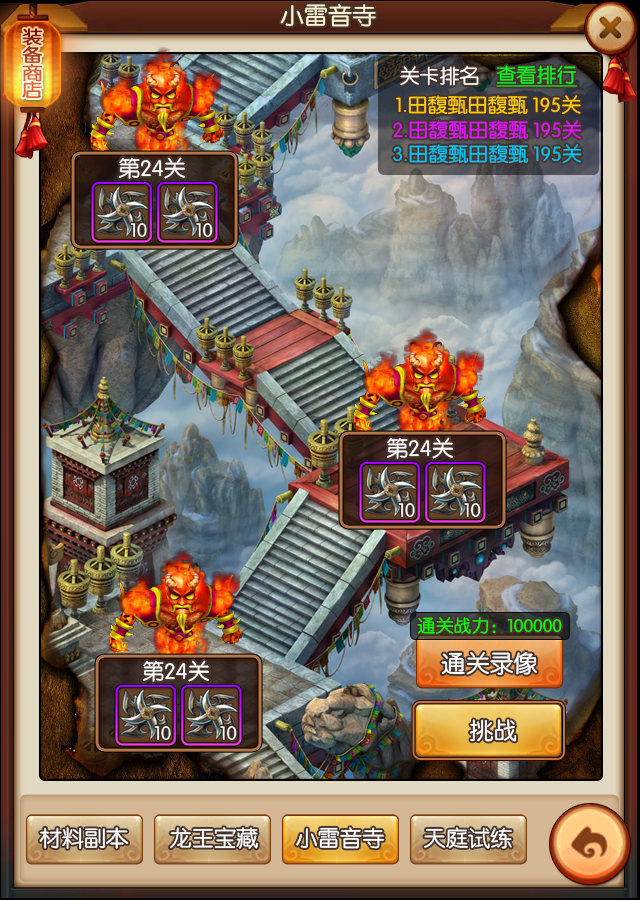 小雷音寺
装备商店
关卡排名 查看排行
1.田馥甄田馥甄 195关
2.田馥甄田馥甄 195关
3.田馥甄田馥甄 195关
第24关
10 10
第24关
10 10
第24关
10 10
通关战力：100000
通关录像
挑战
材料副本 龙王宝藏 小雷音寺 天庭试练